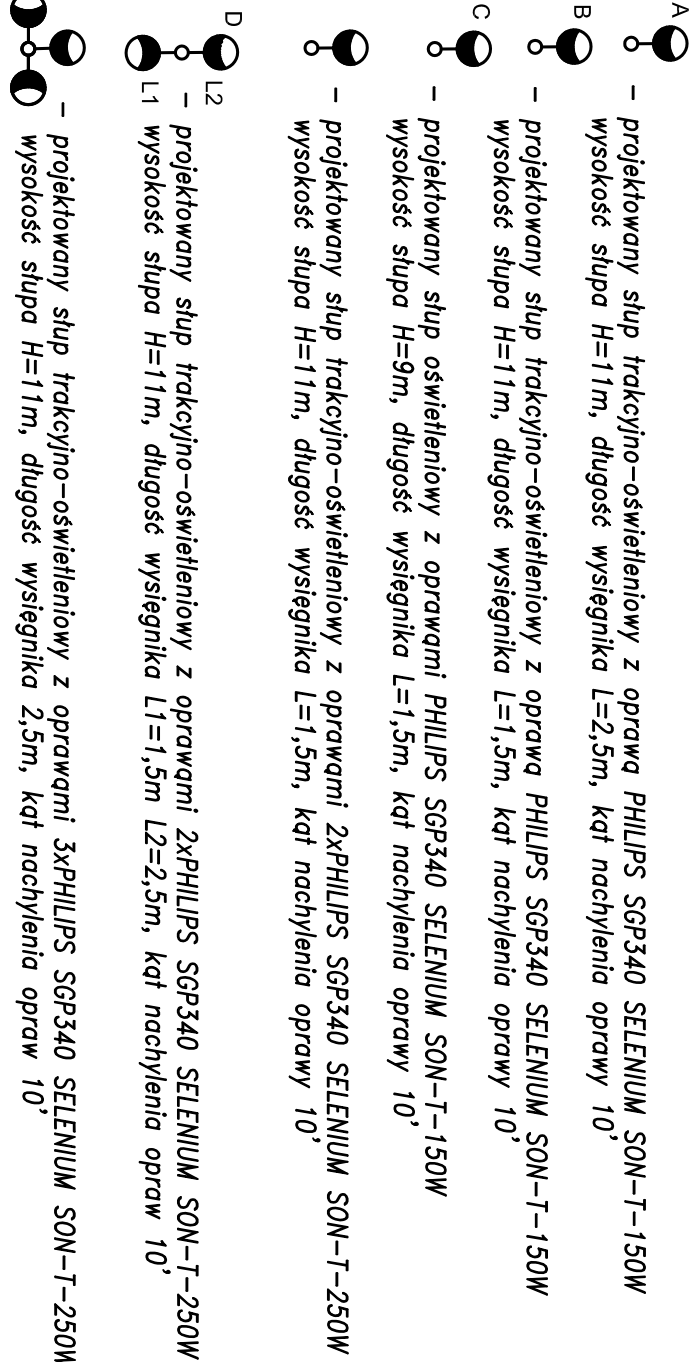 A
– projektowany słup trakcyjno–oświetleniowy z oprawą PHILIPS SGP340 SELENIUM SON–T–150W
wysokość słupa H=11m, długość wysięgnika L=2,5m, kąt nachylenia oprawy 10'
B
– projektowany słup trakcyjno–oświetleniowy z oprawą PHILIPS SGP340 SELENIUM SON–T–150W
wysokość słupa H=11m, długość wysięgnika L=1,5m, kąt nachylenia oprawy 10'
C
– projektowany słup oświetleniowy z oprawąmi PHILIPS SGP340 SELENIUM SON–T–150W
wysokość słupa H=9m, długość wysięgnika L=1,5m, kąt nachylenia oprawy 10'
– projektowany słup trakcyjno–oświetleniowy z oprawąmi 2xPHILIPS SGP340 SELENIUM SON–T–250W
wysokość słupa H=11m, długość wysięgnika L=1,5m, kąt nachylenia oprawy 10'
D
L2
– projektowany słup trakcyjno–oświetleniowy z oprawąmi 2xPHILIPS SGP340 SELENIUM SON–T–250W
L1
wysokość słupa H=11m, długość wysięgnika L1=1,5m L2=2,5m, kąt nachylenia opraw 10'
– projektowany słup trakcyjno–oświetleniowy z oprawąmi 3xPHILIPS SGP340 SELENIUM SON–T–250W
wysokość słupa H=11m, długość wysięgnika 2,5m, kąt nachylenia opraw 10'